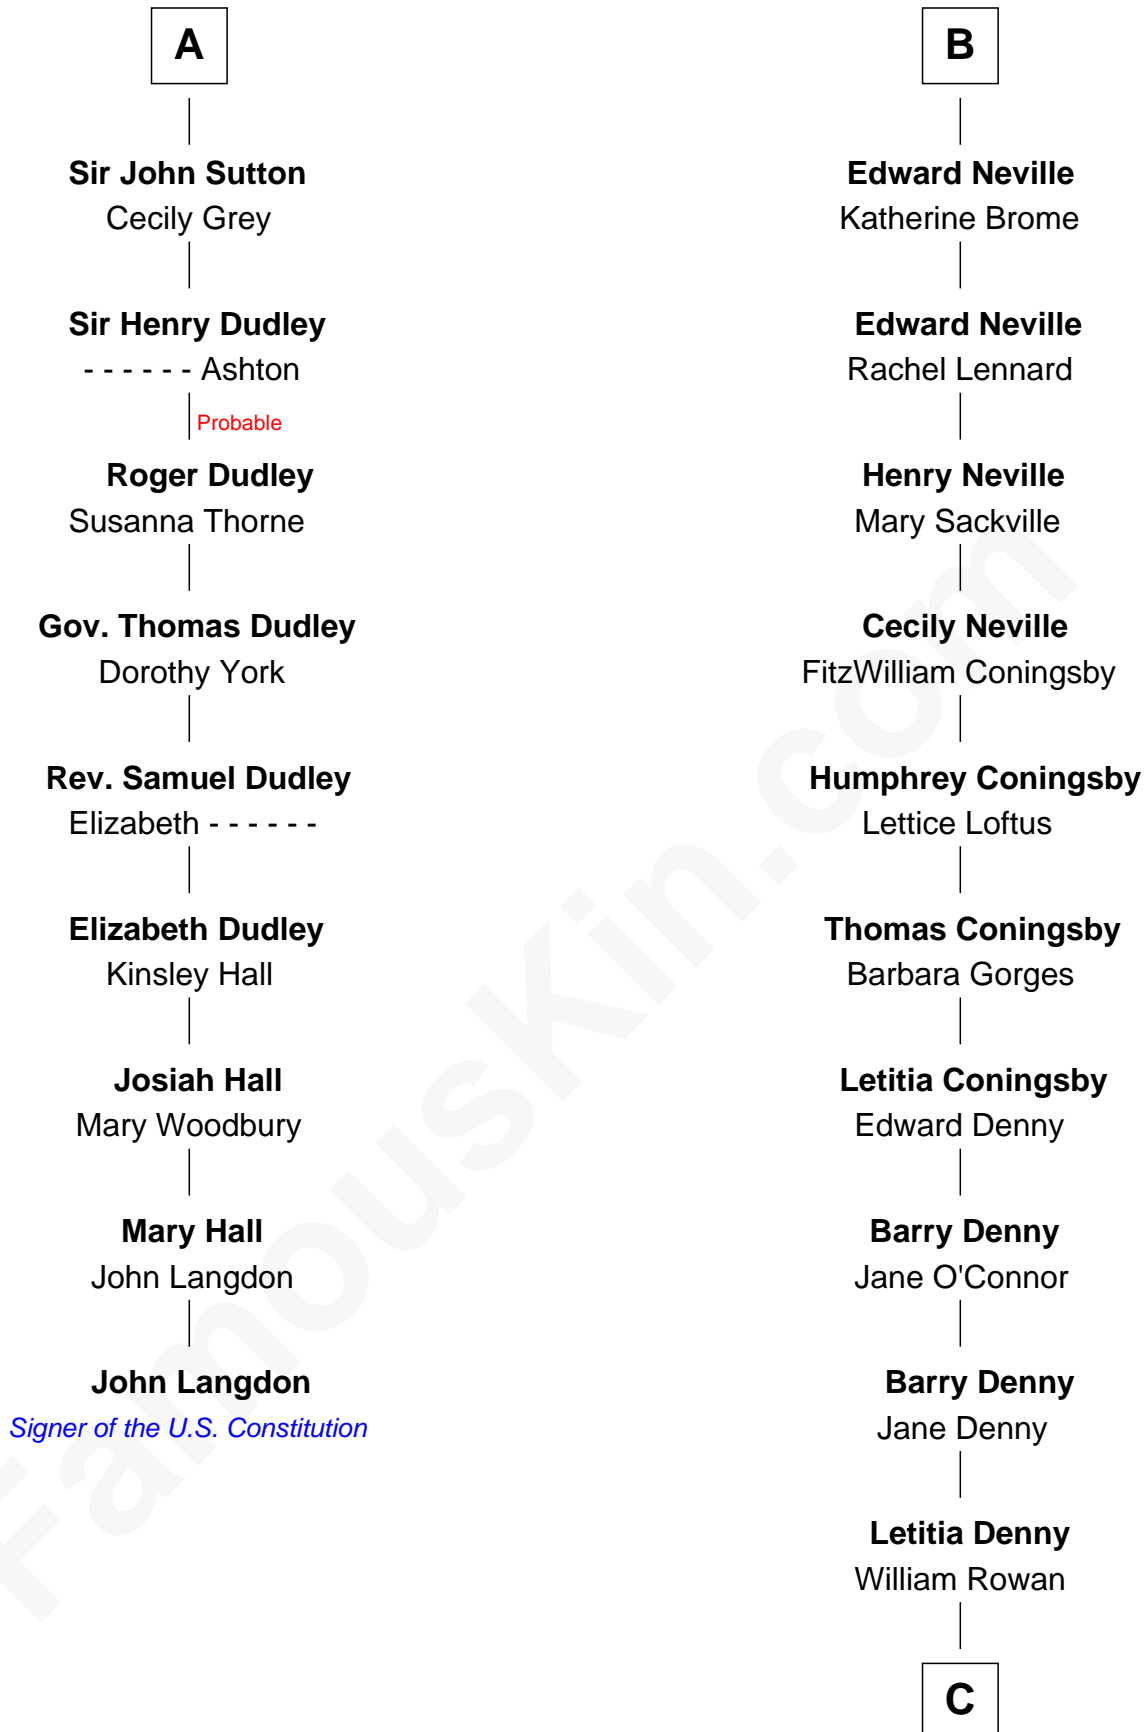 A
Sir John Sutton
Cecily Grey
Sir Henry Dudley
- - - - - - Ashton
Probable
Roger Dudley
Susanna Thorne
Gov. Thomas Dudley
Dorothy York
Rev. Samuel Dudley
Elizabeth - - - - - -
Elizabeth Dudley
Kinsley Hall
Josiah Hall
Mary Woodbury
Mary Hall
John Langdon
John Langdon
Signer of the U.S. Constitution
B
Edward Neville
Katherine Brome
Edward Neville
Rachel Lennard
Henry Neville
Mary Sackville
Cecily Neville
FitzWilliam Coningsby
Humphrey Coningsby
Lettice Loftus
Thomas Coningsby
Barbara Gorges
Letitia Coningsby
Edward Denny
Barry Denny
Jane O'Connor
Barry Denny
Jane Denny
Letitia Denny
William Rowan
C
FamousKin.com